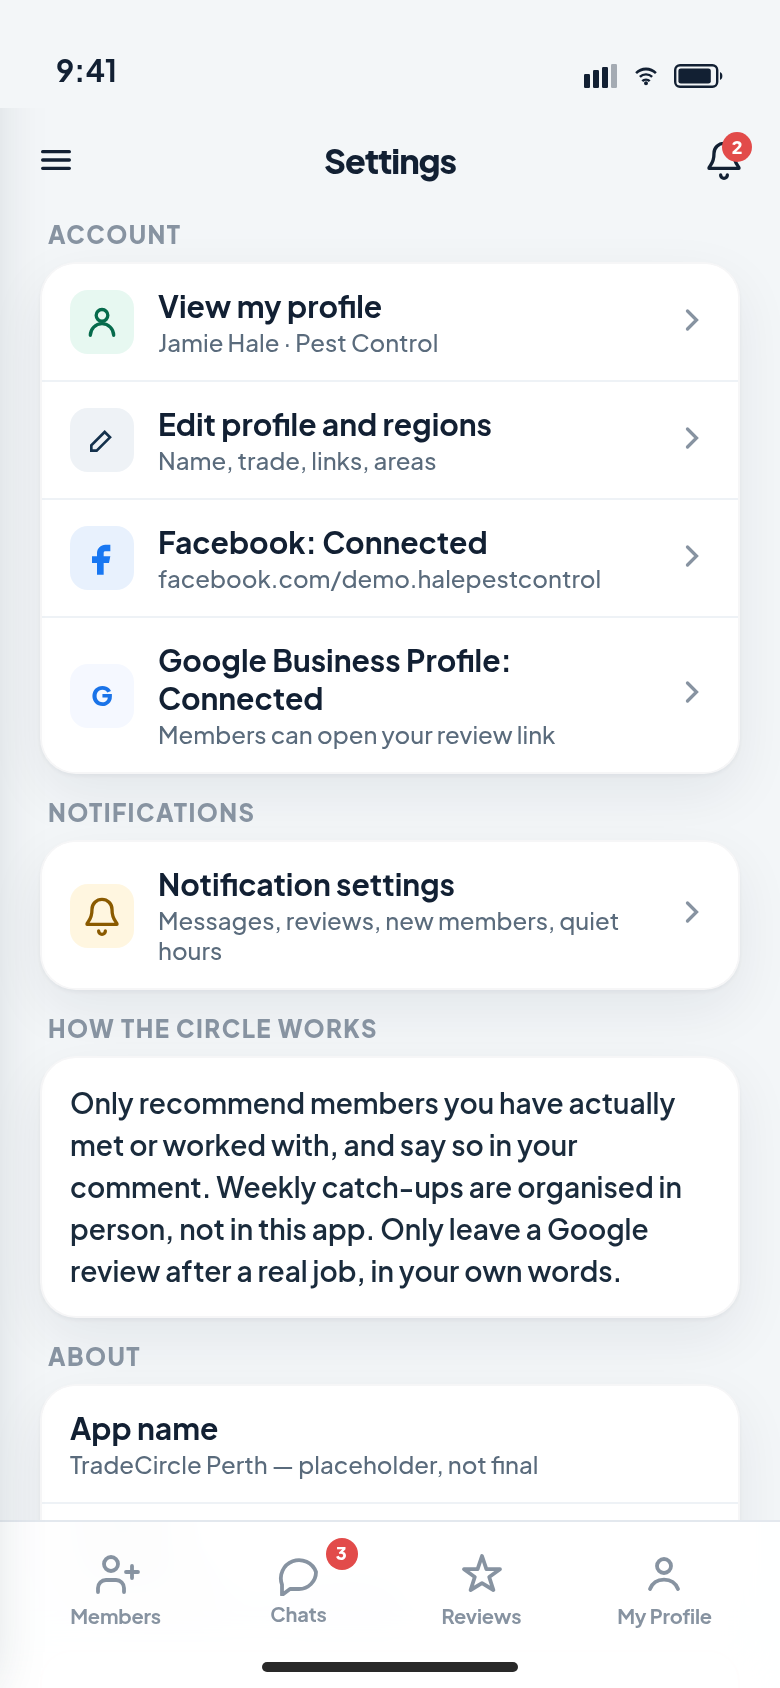 9:41
Settings
2
ACCOUNT
View my profile
Jamie Hale · Pest Control
Edit profile and regions
Name, trade, links, areas
Facebook: Connected
facebook.com/demo.halepestcontrol
Google Business Profile:
Connected
G
Members can open your review link
NOTIFICATIONS
Notification settings
Messages, reviews, new members, quiet
hours
HOW THE CIRCLE WORKS
Only recommend members you have actually
met or worked with, and say so in your
comment. Weekly catch-ups are organised in
person, not in this app. Only leave a Google
review after a real job, in your own words.
ABOUT
App name
TradeCircle Perth — placeholder, not final
3
Members
Chats
Reviews
My Profile